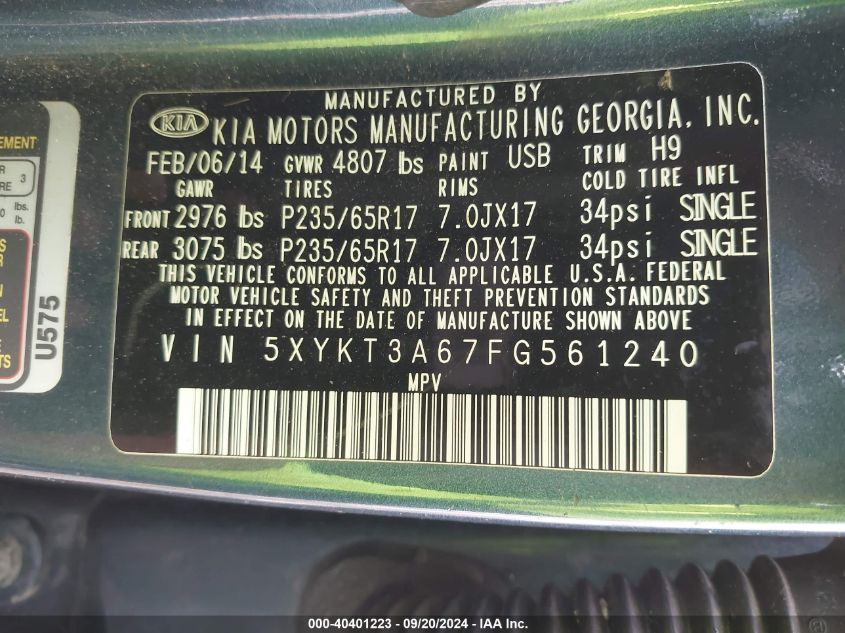 MANUFACTURED BY
KIA KIA MOTORS MANUFACTURING GEORGIA, INC.
FEB/06/14 GVWR 4807 lbs PAINT USB TRIM H9
GAWR TIRES RIMS COLD TIRE INFL
FRONT 2976 lbs P235/65R17 7.0JX17 34psi SINGLE
REAR 3075 lbs P235/65R17 7.0JX17 34psi SINGLE
THIS VEHICLE CONFORMS TO ALL APPLICABLE U.S.A. FEDERAL
MOTOR VEHICLE SAFETY AND THEFT PREVENTION STANDARDS
IN EFFECT ON THE DATE OF MANUFACTURE SHOWN ABOVE
VIN 5XYKT3A67FG561240
MPV
3
lbs.
lb.
U575
000-40401223 - 09/20/2024 - IAA Inc.